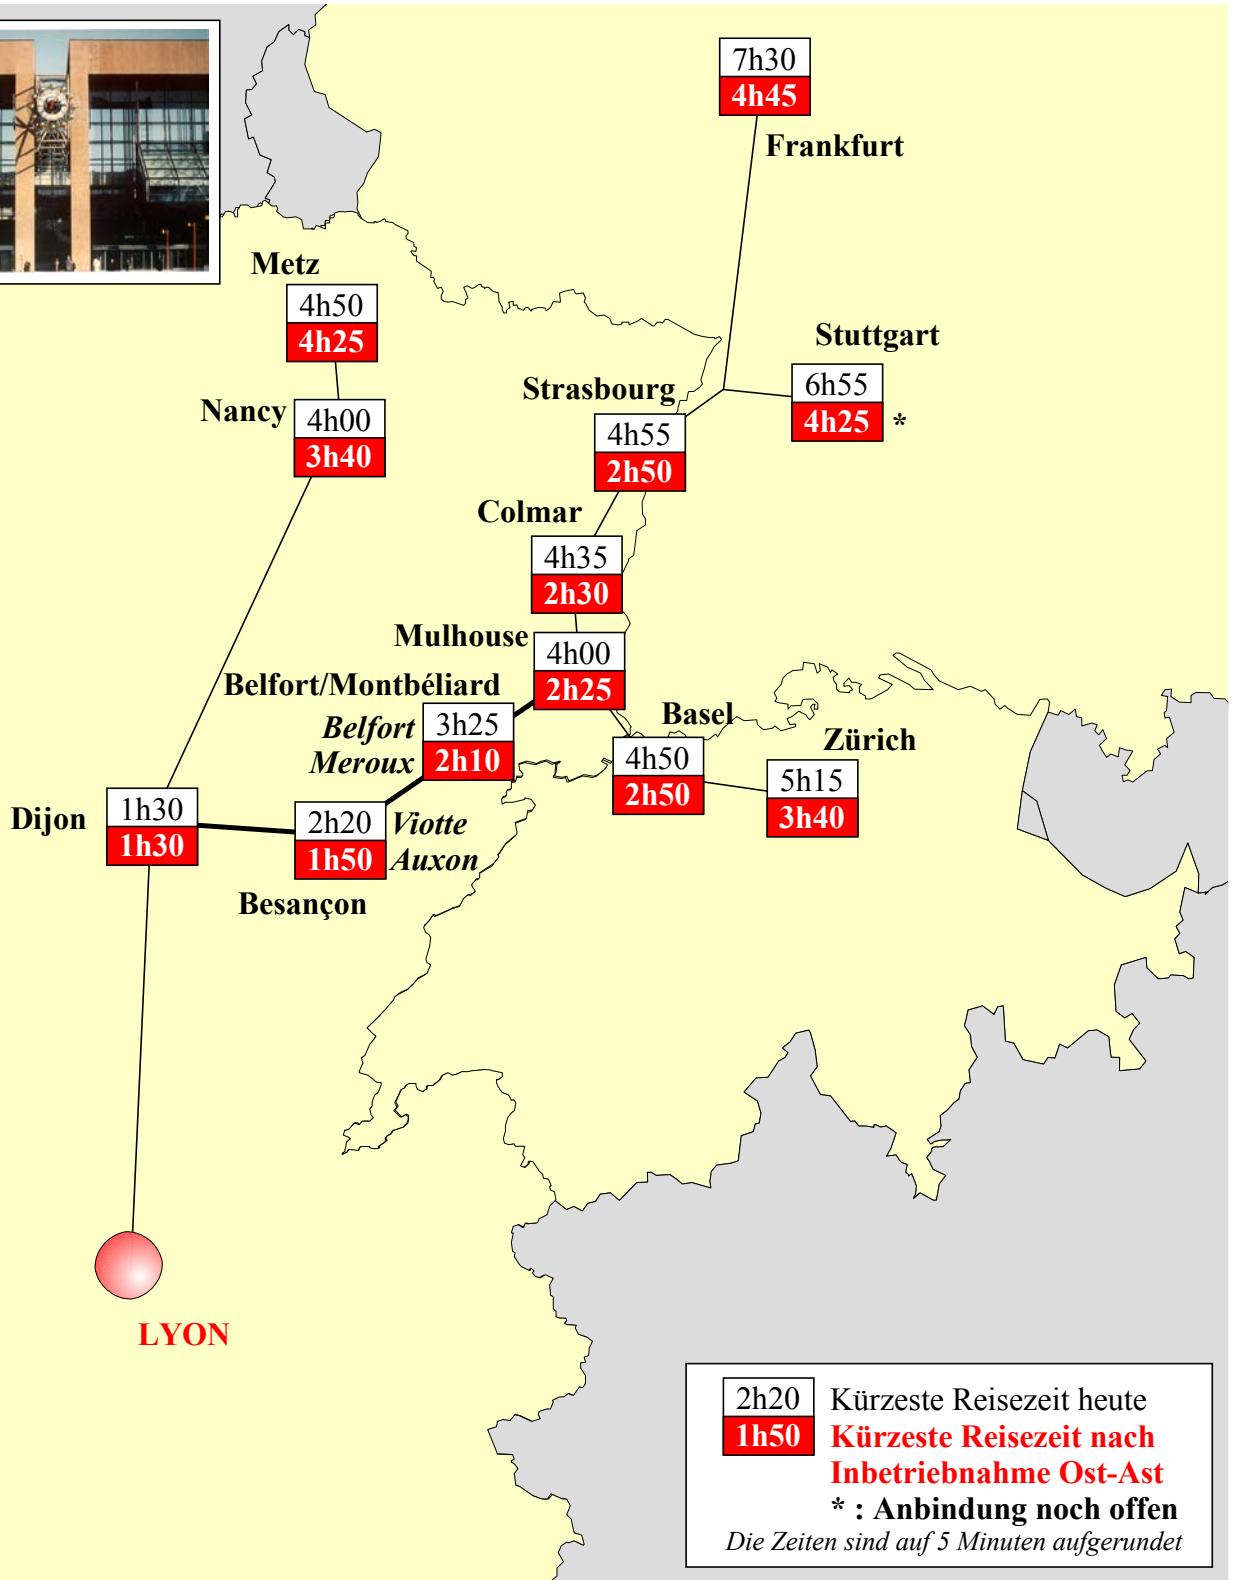 7h30
4h45
Frankfurt
Metz
4h50
4h25
Stuttgart
6h55
4h25 *
Strasbourg
4h55
2h50
Nancy
4h00
3h40
Colmar
4h35
2h30
Mulhouse
4h00
2h25
Belfort/Montbéliard
Belfort 3h25
Meroux 2h10
Basel
4h50
2h50
Zürich
5h15
3h40
Dijon
1h30
1h30
2h20 Viotte
1h50 Auxon
Besançon
LYON
2h20 Kürzeste Reisezeit heute
1h50 Kürzeste Reisezeit nach
Inbetriebnahme Ost-Ast
* : Anbindung noch offen
Die Zeiten sind auf 5 Minuten aufgerundet